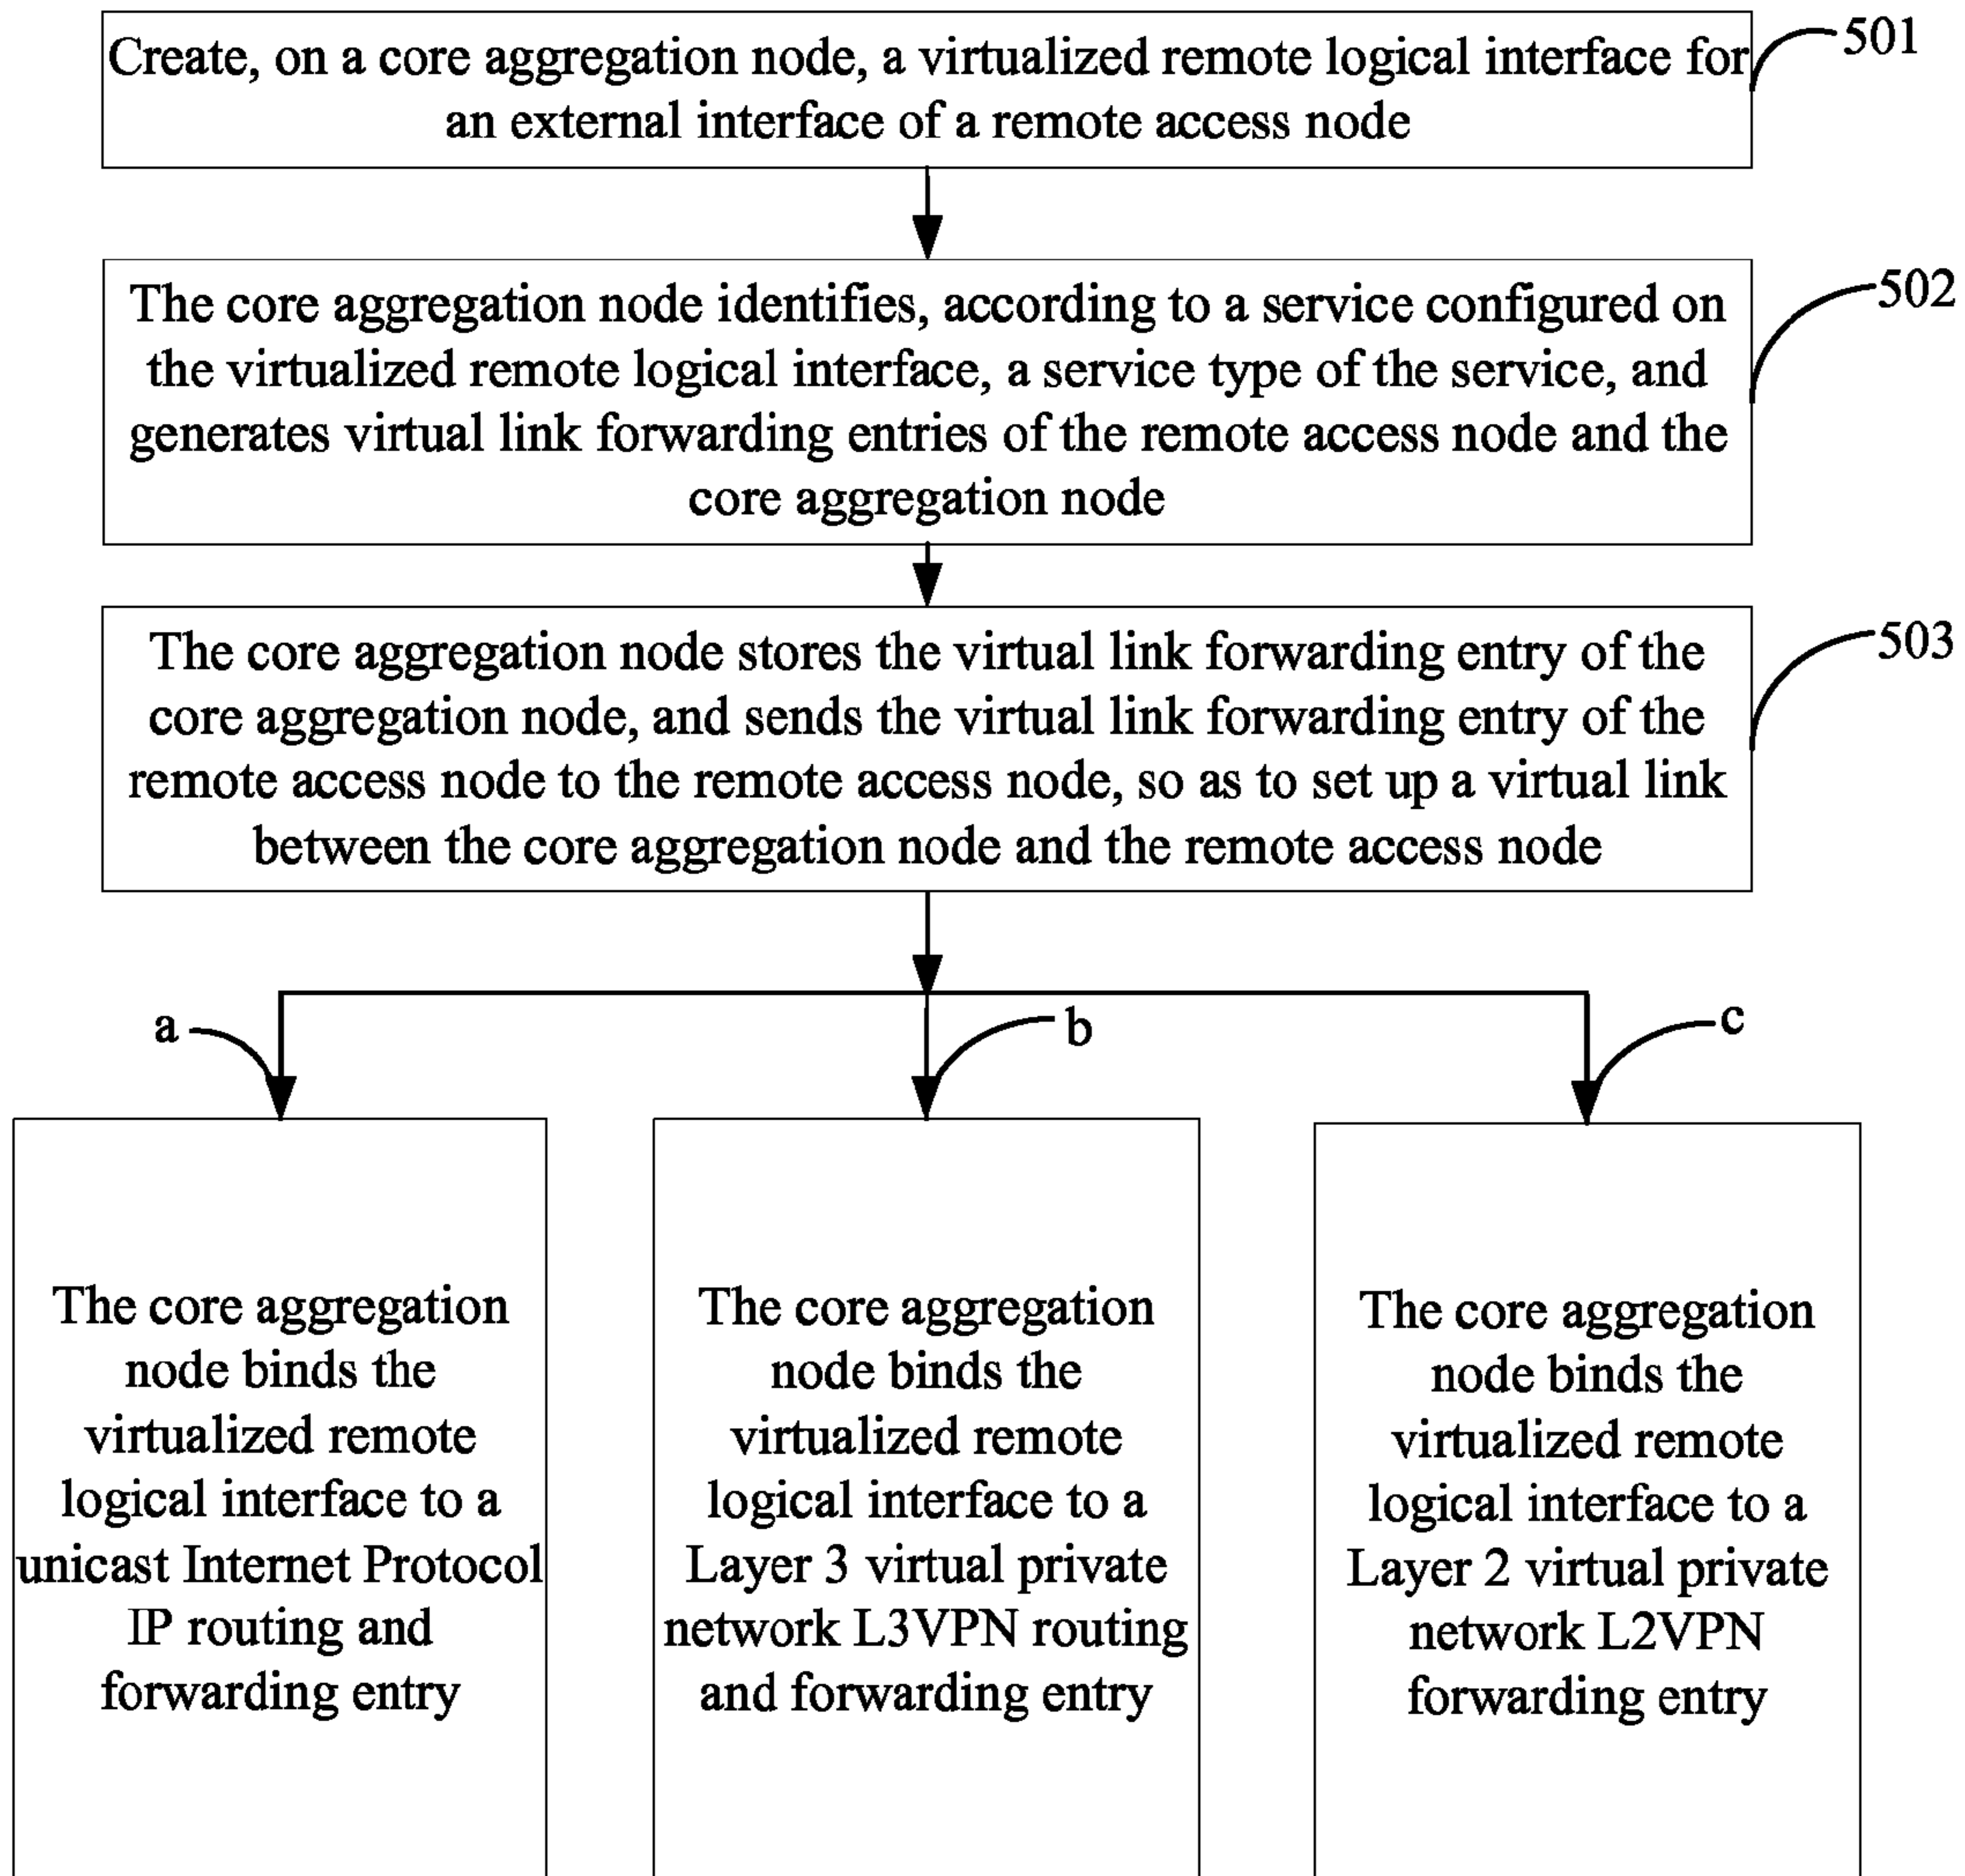 Create, on a core aggregation node, a virtualized remote logical interface for
an external interface of a remote access node
501
The core aggregation node identifies, according to a service configured on
the virtualized remote logical interface, a service type of the service, and
generates virtual link forwarding entries of the remote access node and the
core aggregation node
502
The core aggregation node stores the virtual link forwarding entry of the
core aggregation node, and sends the virtual link forwarding entry of the
remote access node to the remote access node, so as to set up a virtual link
between the core aggregation node and the remote access node
503
a
b
c
The core aggregation
node binds the
virtualized remote
logical interface to a
unicast Internet Protocol
IP routing and
forwarding entry
The core aggregation
node binds the
virtualized remote
logical interface to a
Layer 3 virtual private
network L3VPN routing
and forwarding entry
The core aggregation
node binds the
virtualized remote
logical interface to a
Layer 2 virtual private
network L2VPN
forwarding entry